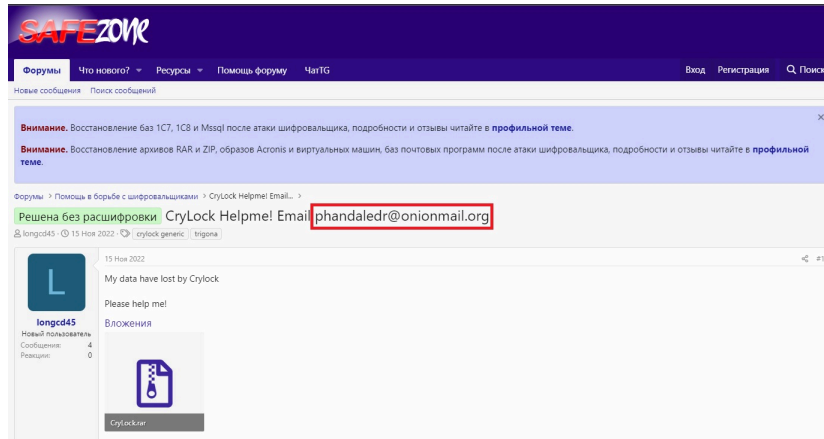 SAFEZONE
Форумы Что нового? Ресурсы Помощь форуму ЧатTG Вход Регистрация Поиск
Новые сообщения Поиск сообщений
Внимание. Восстановление баз 1С7, 1С8 и Mssql после атаки шифровальщика, подробности и отзывы читайте в профильной теме.
Внимание. Восстановление архивов RAR и ZIP, образов Acronis и виртуальных машин, баз почтовых программ после атаки шифровальщика, подробности и отзывы читайте в профильной
теме.
Форумы > Помощь в борьбе с шифровальщиками > CryLock Helpme! Email... >
Решена без расшифровки CryLock Helpme! Email phandaledr@onionmail.org
longcd45 · 15 Ноя 2022 · crylock generic trigona
15 Ноя 2022 #1
L
My data have lost by Crylock
Please help me!
longcd45
Новый пользователь
Сообщения: 4
Реакции: 0
Вложения
CryLock.rar